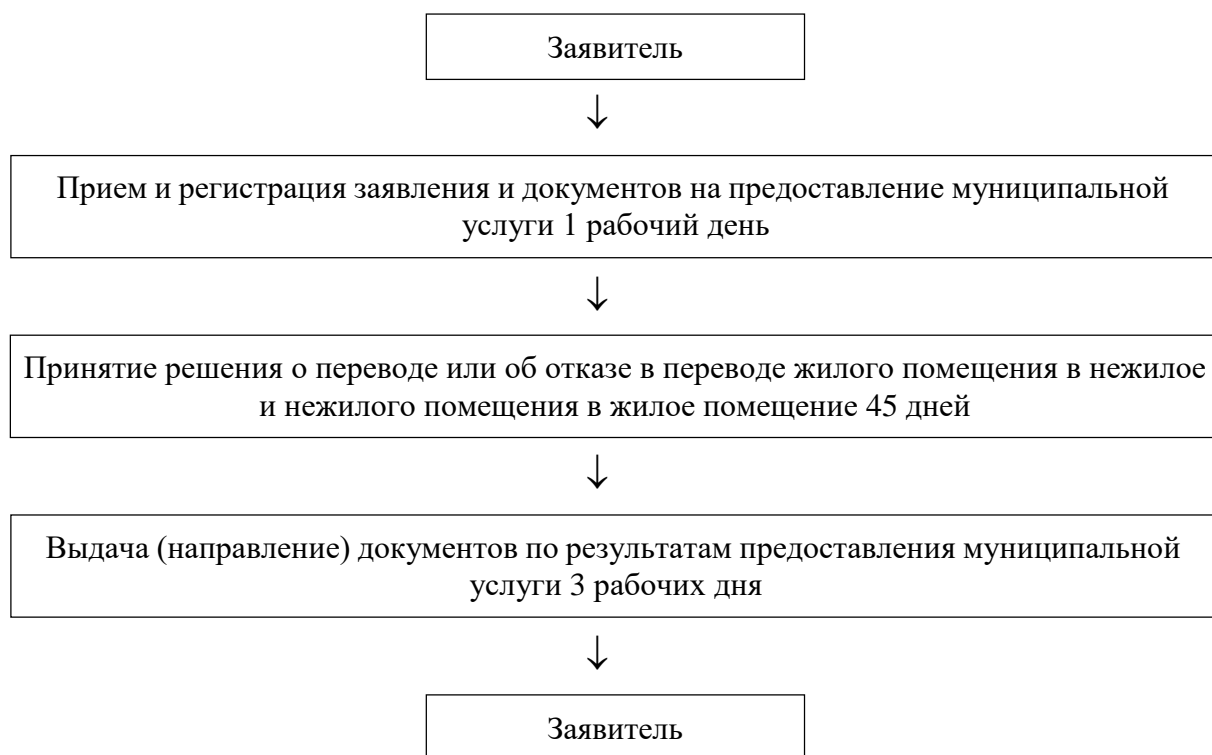 Заявитель
↓
Прием и регистрация заявления и документов на предоставление муниципальной
услуги 1 рабочий день
↓
Принятие решения о переводе или об отказе в переводе жилого помещения в нежилое
и нежилого помещения в жилое помещение 45 дней
↓
Выдача (направление) документов по результатам предоставления муниципальной
услуги 3 рабочих дня
↓
Заявитель